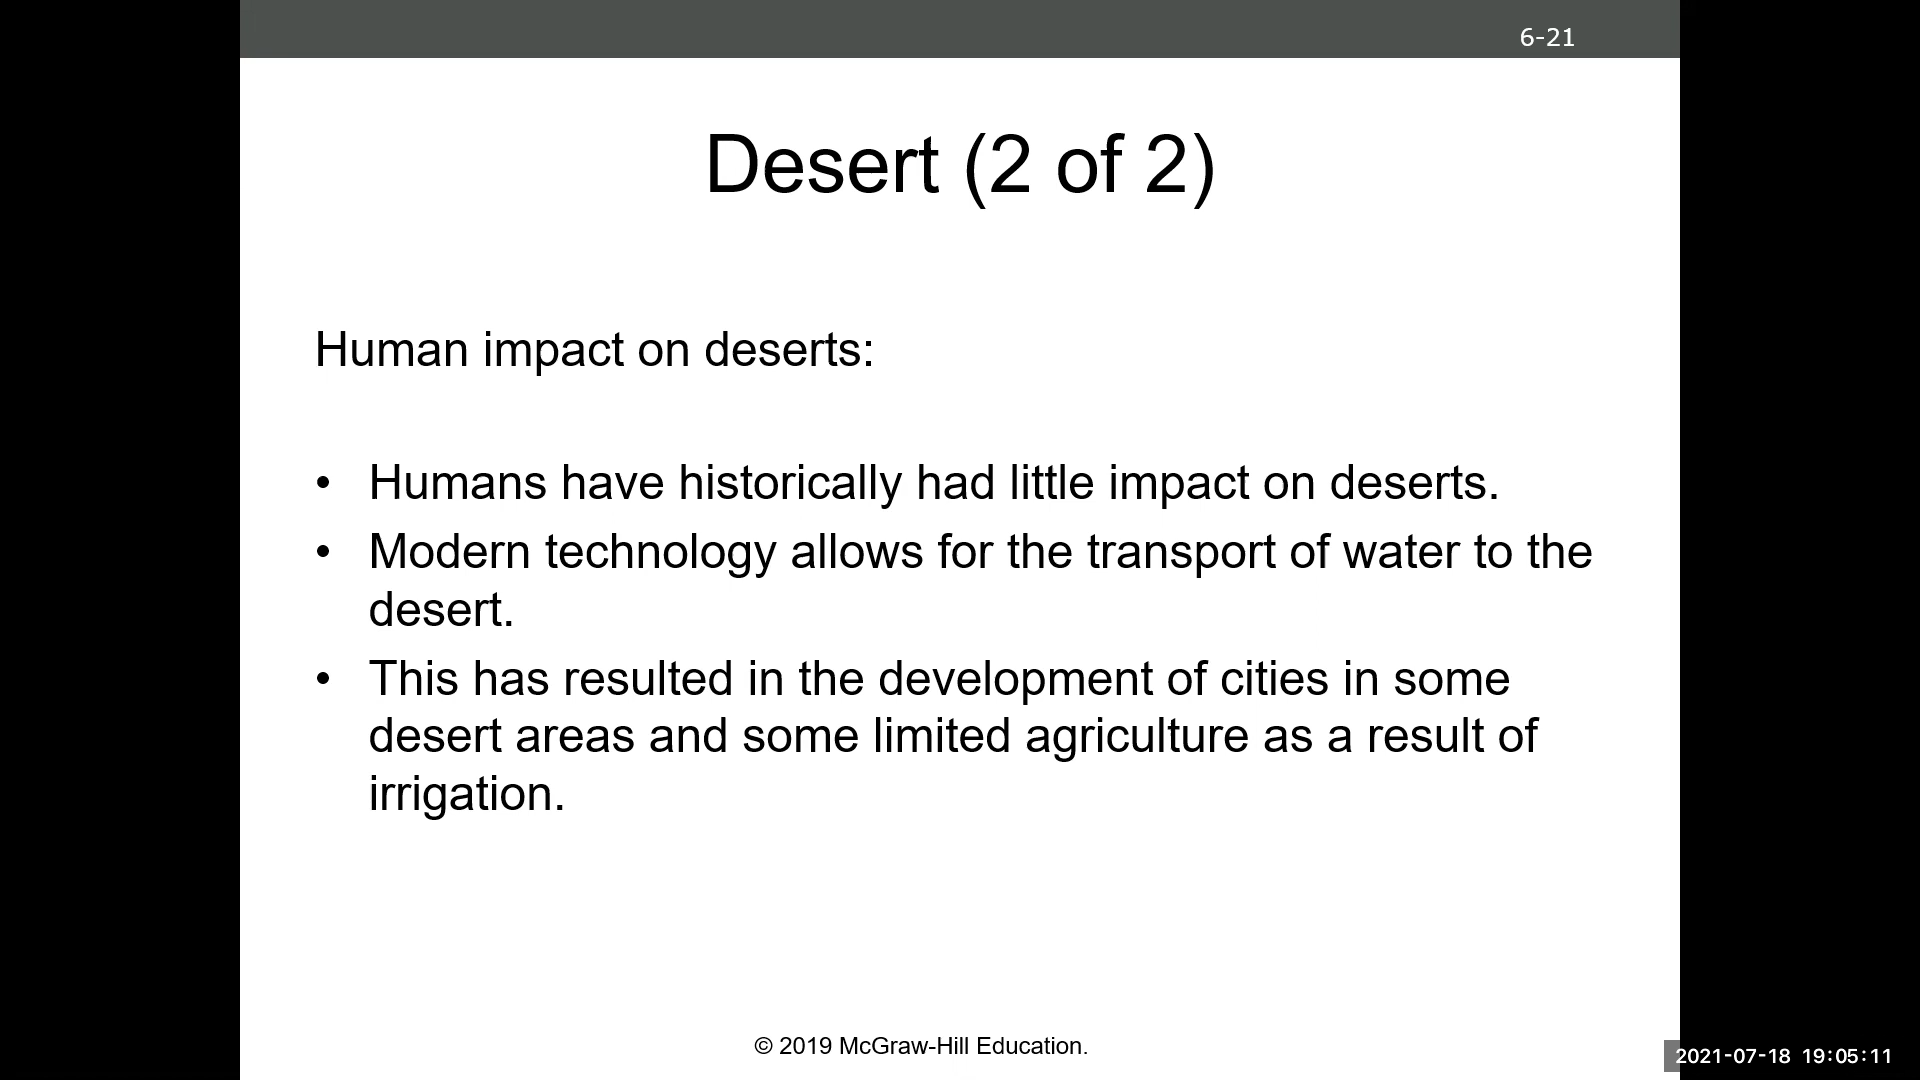 6-21
Desert (2 of 2)
Human impact on deserts:
• Humans have historically had little impact on deserts.
• Modern technology allows for the transport of water to the
desert.
• This has resulted in the development of cities in some
desert areas and some limited agriculture as a result of
irrigation.
© 2019 McGraw-Hill Education.
2021-07-18 19:05:11